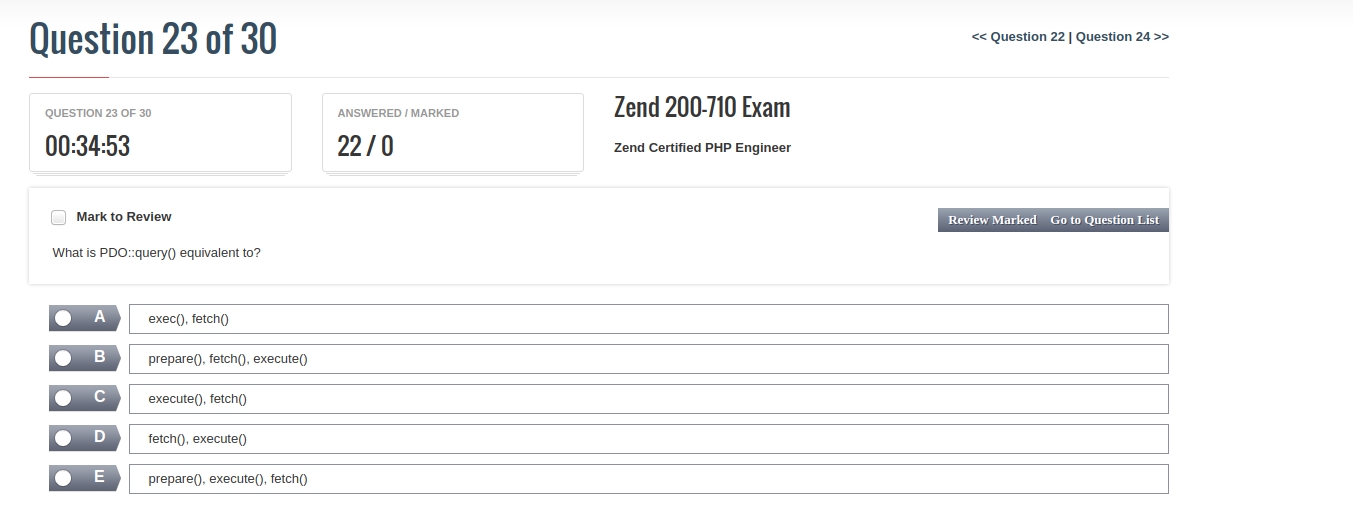 Question 23 of 30
<< Question 22 | Question 24 >>
QUESTION 23 OF 30
00:34:53
ANSWERED / MARKED
22 / 0
Zend 200-710 Exam
Zend Certified PHP Engineer
Mark to Review
Review Marked Go to Question List
What is PDO::query() equivalent to?
A exec(), fetch()
B prepare(), fetch(), execute()
C execute(), fetch()
D fetch(), execute()
E prepare(), execute(), fetch()